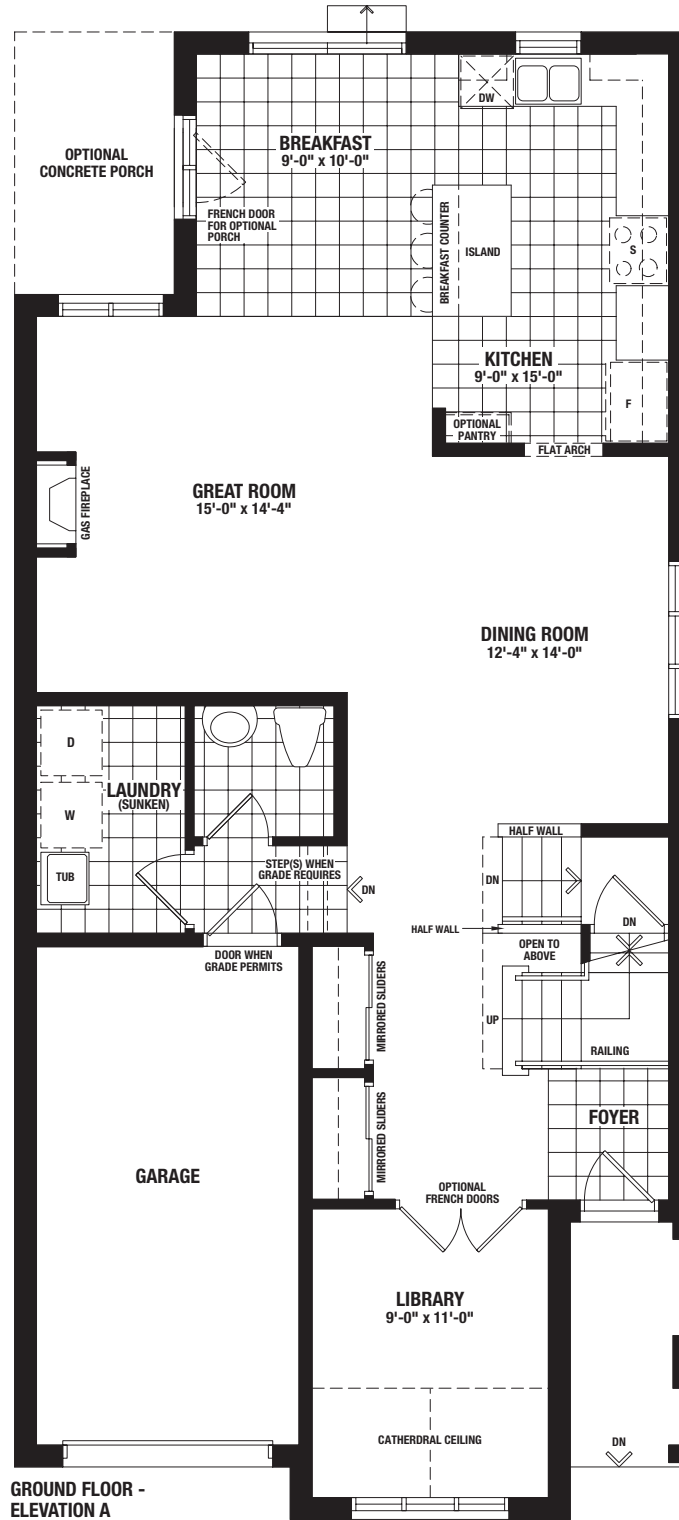 OPTIONAL
CONCRETE PORCH
BREAKFAST
9'-0" x 10'-0"
DW
FRENCH DOOR
FOR OPTIONAL
PORCH
BREAKFAST COUNTER
ISLAND
S
KITCHEN
9'-0" x 15'-0"
F
OPTIONAL
PANTRY
FLAT ARCH
GAS FIREPLACE
GREAT ROOM
15'-0" x 14'-4"
DINING ROOM
12'-4" x 14'-0"
D
LAUNDRY
(SUNKEN)
W
TUB
STEP(S) WHEN
GRADE REQUIRES
DN
DOOR WHEN
GRADE PERMITS
HALF WALL
DN
HALF WALL
DN
OPEN TO
ABOVE
UP
RAILING
MIRRORED SLIDERS
MIRRORED SLIDERS
FOYER
GARAGE
OPTIONAL
FRENCH DOORS
LIBRARY
9'-0" x 11'-0"
CATHERDRAL CEILING
DN
GROUND FLOOR -
ELEVATION A